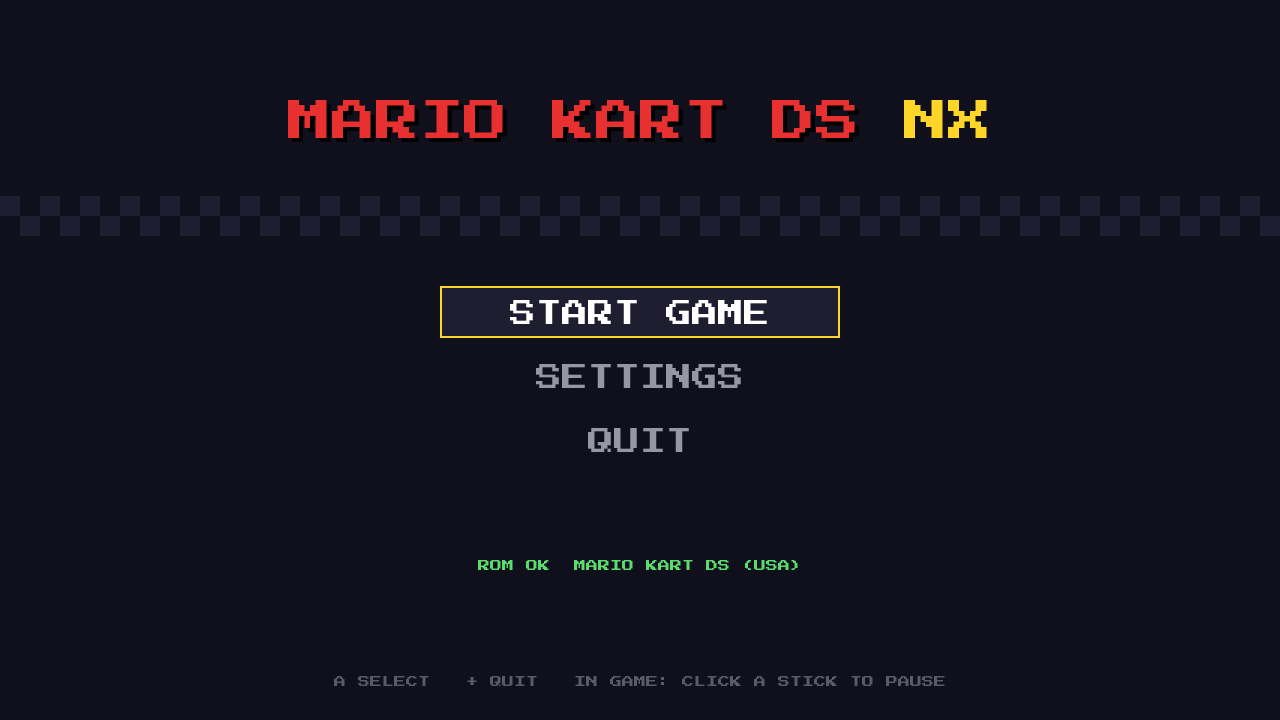 MARIO KART DS NX
START GAME
SETTINGS
QUIT
ROM OK MARIO KART DS (USA)
A SELECT + QUIT IN GAME: CLICK A STICK TO PAUSE